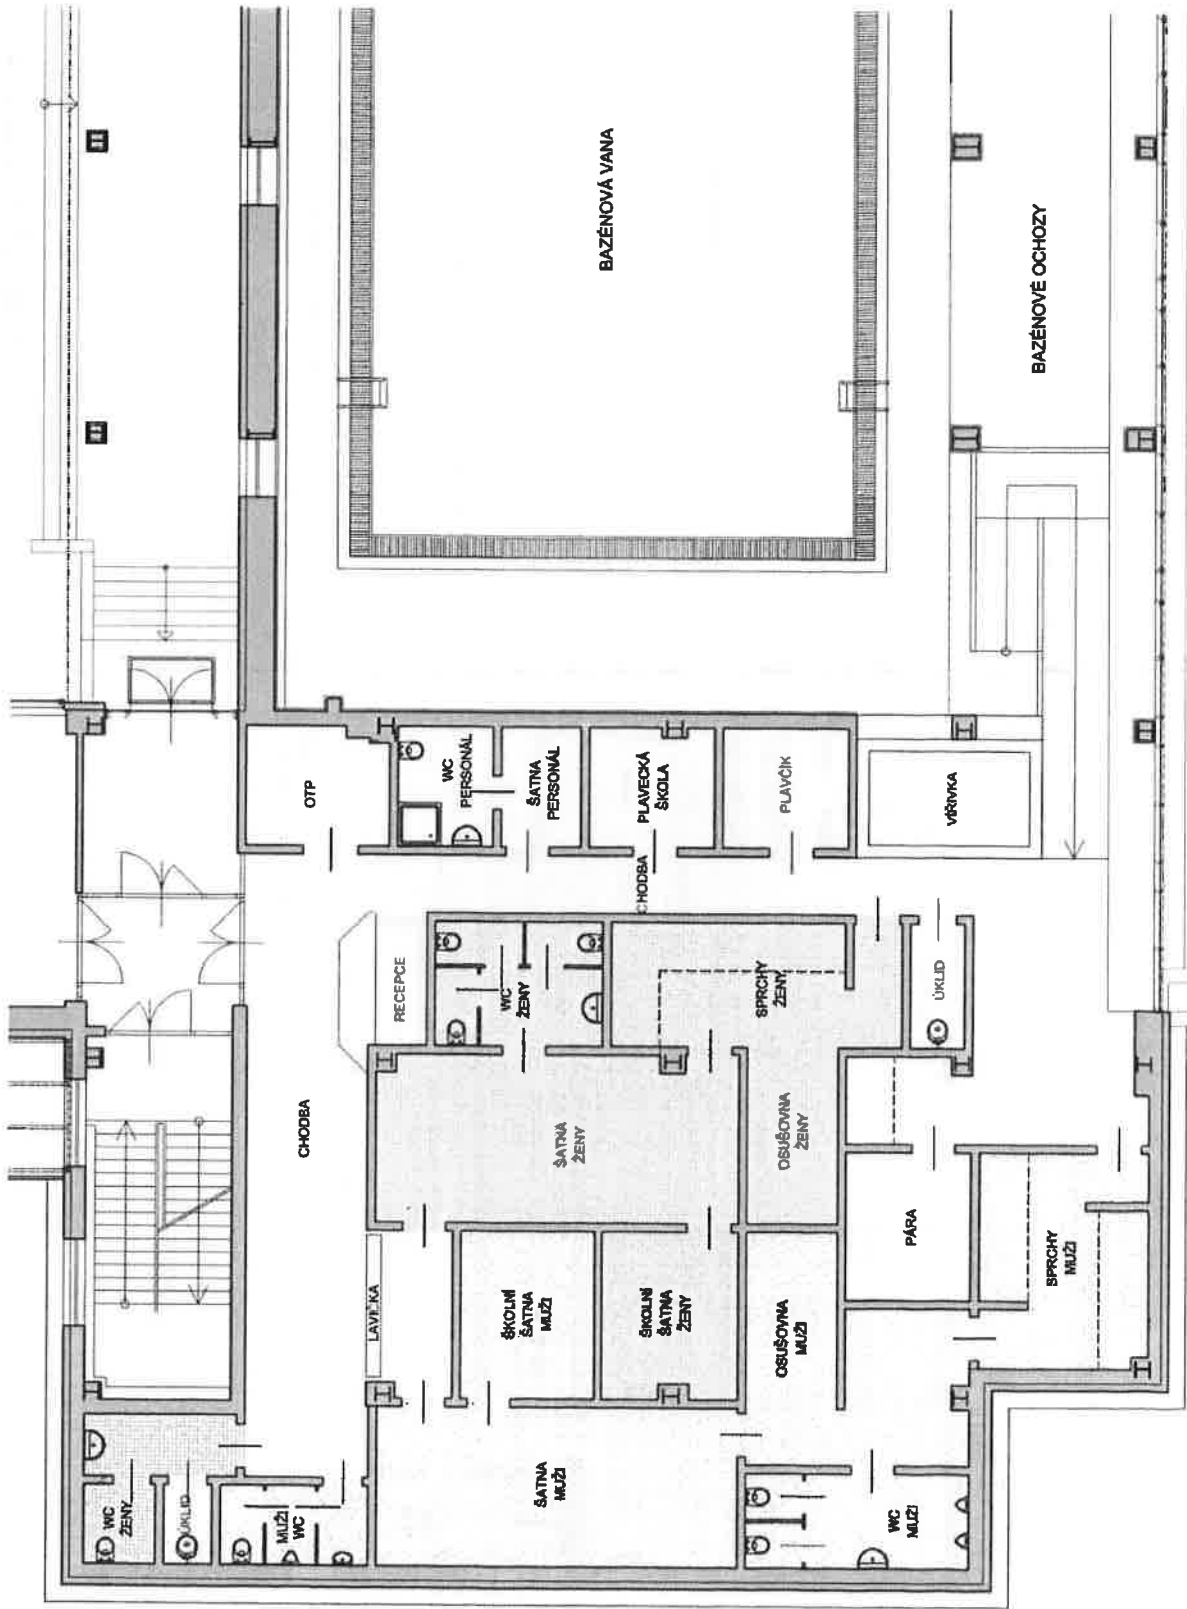 BAZÉNOVÁ VANA
BAZÉNOVÉ OCHOZY
OTP
WC
PERSONÁL
ŠATNA
PERSONÁL
PLAVECKÁ
ŠKOLA
PLAVČÍK
VÍŘIVKA
CHODBA
RECEPCE
WC
ŽENY
SPRCHY
ŽENY
ÚKLID
CHODBA
ŠATNA
ŽENY
OSUŠOVNA
ŽENY
PÁRA
SPRCHY
MUŽI
LAVIČKA
ŠKOLNÍ
ŠATNA
MUŽI
ŠKOLNÍ
ŠATNA
ŽENY
OSUŠOVNA
MUŽI
WC
ŽENY
ÚKLID
MUŽI
WC
ŠATNA
MUŽI
WC
MUŽI